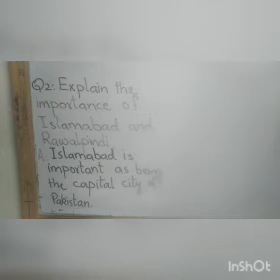 Q2: Explain the
importance of
Islamabad and
Rawalpindi
A: Islamabad is
important as being
the capital city of
Pakistan.
InShOt